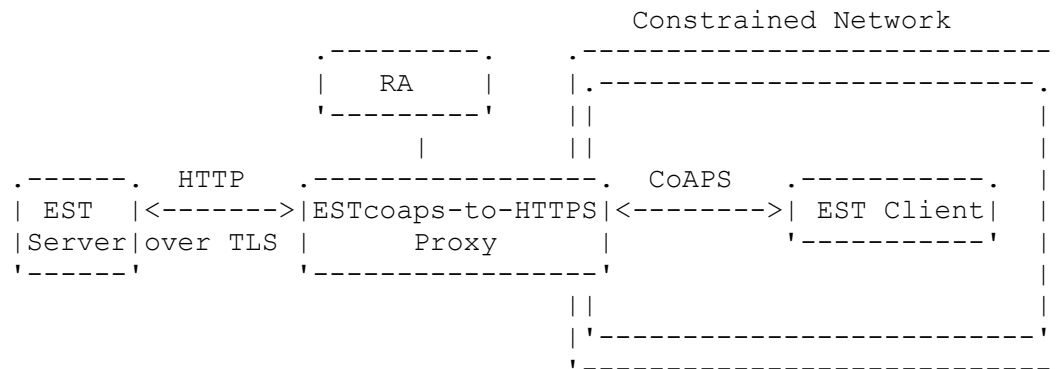 Constrained Network
RA
HTTP CoAPS
EST ESTcoaps-to-HTTPS EST Client
Server over TLS Proxy